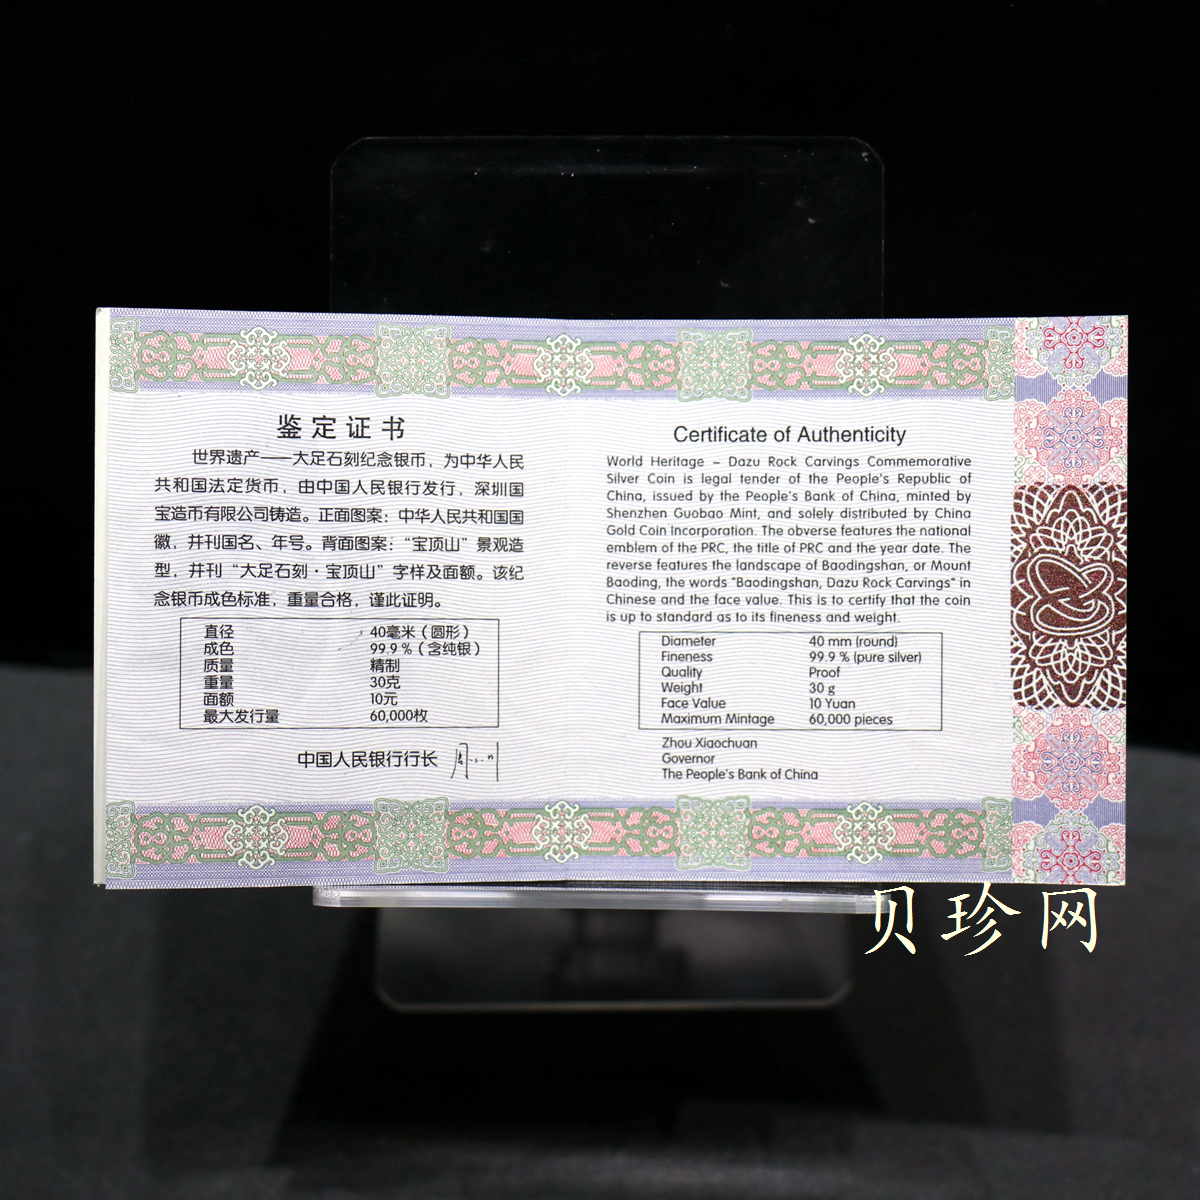 鉴定证书
世界遗产——大足石刻纪念银币，为中华人民
共和国法定货币，由中国人民银行发行，深圳国
宝造币有限公司铸造。正面图案：中华人民共和国国
徽，并刊国名、年号。背面图案：“宝顶山”景观造
型，并刊“大足石刻·宝顶山”字样及面额。该纪
念银币成色标准，重量合格，谨此证明。
直径 40毫米（圆形）
成色 99.9％（含纯银）
质量 精制
重量 30克
面额 10元
最大发行量 60,000枚
中国人民银行行长
Certificate of Authenticity
World Heritage – Dazu Rock Carvings Commemorative
Silver Coin is legal tender of the People's Republic of
China, issued by the People's Bank of China, minted by
Shenzhen Guobao Mint, and solely distributed by China
Gold Coin Incorporation. The obverse features the national
emblem of the PRC, the title of PRC and the year date. The
reverse features the landscape of Baodingshan, or Mount
Baoding, the words "Baodingshan, Dazu Rock Carvings" in
Chinese and the face value. This is to certify that the coin
is up to standard as to its fineness and weight.
Diameter 40 mm (round)
Fineness 99.9 % (pure silver)
Quality Proof
Weight 30 g
Face Value 10 Yuan
Maximum Mintage 60,000 pieces
Zhou Xiaochuan
Governor
The People's Bank of China
贝珍网